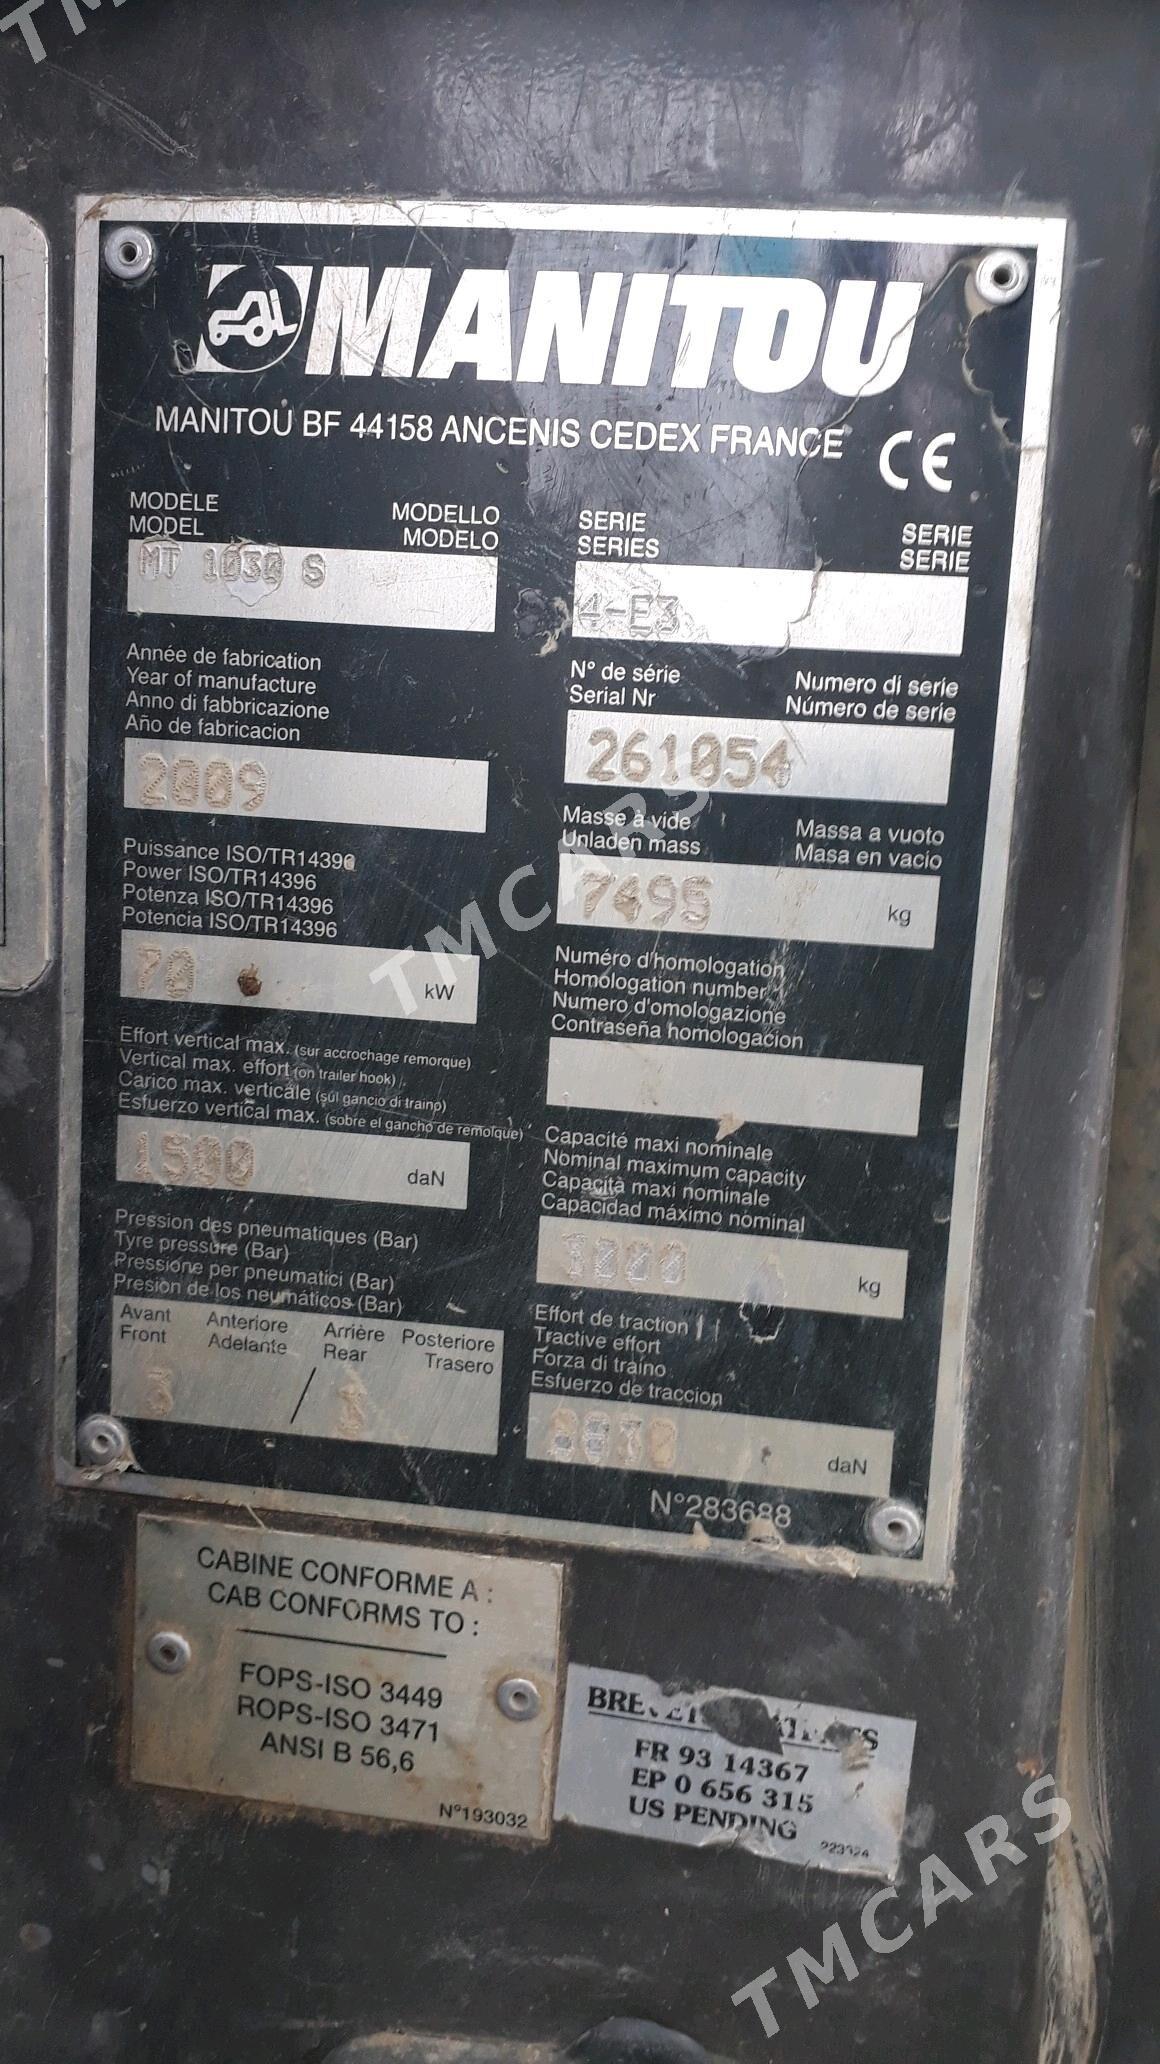 TMCARS
MANITOU
MANITOU BF 44158 ANCENIS CEDEX FRANCE CE
MODELE MODELLO
MODEL MODELO
MT 1030 S
SERIE SERIE
SERIES SERIE
4-E3
Année de fabrication
Year of manufacture
Anno di fabbricazione
Año de fabricacion
2009
N° de série Numero di serie
Serial Nr Número de serie
261054
Puissance ISO/TR14396
Power ISO/TR14396
Potenza ISO/TR14396
Potencia ISO/TR14396
70 kW
Masse à vide Massa a vuoto
Unladen mass Masa en vacio
7495 kg
TMCARS
Numéro d'homologation
Homologation number
Numero d'omologazione
Contraseña homologacion
Effort vertical max. (sur accrochage remorque)
Vertical max. effort (on trailer hook)
Carico max. verticale (sul gancio di traino)
Esfuerzo vertical max. (sobre el gancho de remolque)
1500 daN
Capacité maxi nominale
Nominal maximum capacity
Capacità maxi nominale
Capacidad máximo nominal
3000 kg
Pression des pneumatiques (Bar)
Tyre pressure (Bar)
Pressione per pneumatici (Bar)
Presion de los neumáticos (Bar)
Avant Anteriore Arrière Posteriore
Front Adelante Rear Trasero
3 / 3
Effort de traction
Tractive effort
Forza di traino
Esfuerzo de traccion
8030 daN
N°283688
CABINE CONFORME A :
CAB CONFORMS TO :
FOPS-ISO 3449
ROPS-ISO 3471
ANSI B 56,6
N°193032
FR 93 14367
EP 0 656 315
US PENDING
TMCARS